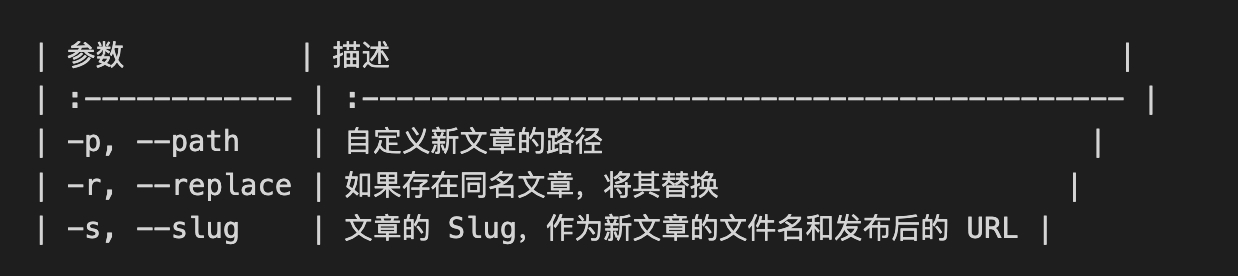 | 参数          | 描述                                          |
| :------------ | :-------------------------------------------- |
| -p, --path    | 自定义新文章的路径                            |
| -r, --replace | 如果存在同名文章，将其替换                    |
| -s, --slug    | 文章的 Slug，作为新文章的文件名和发布后的 URL |